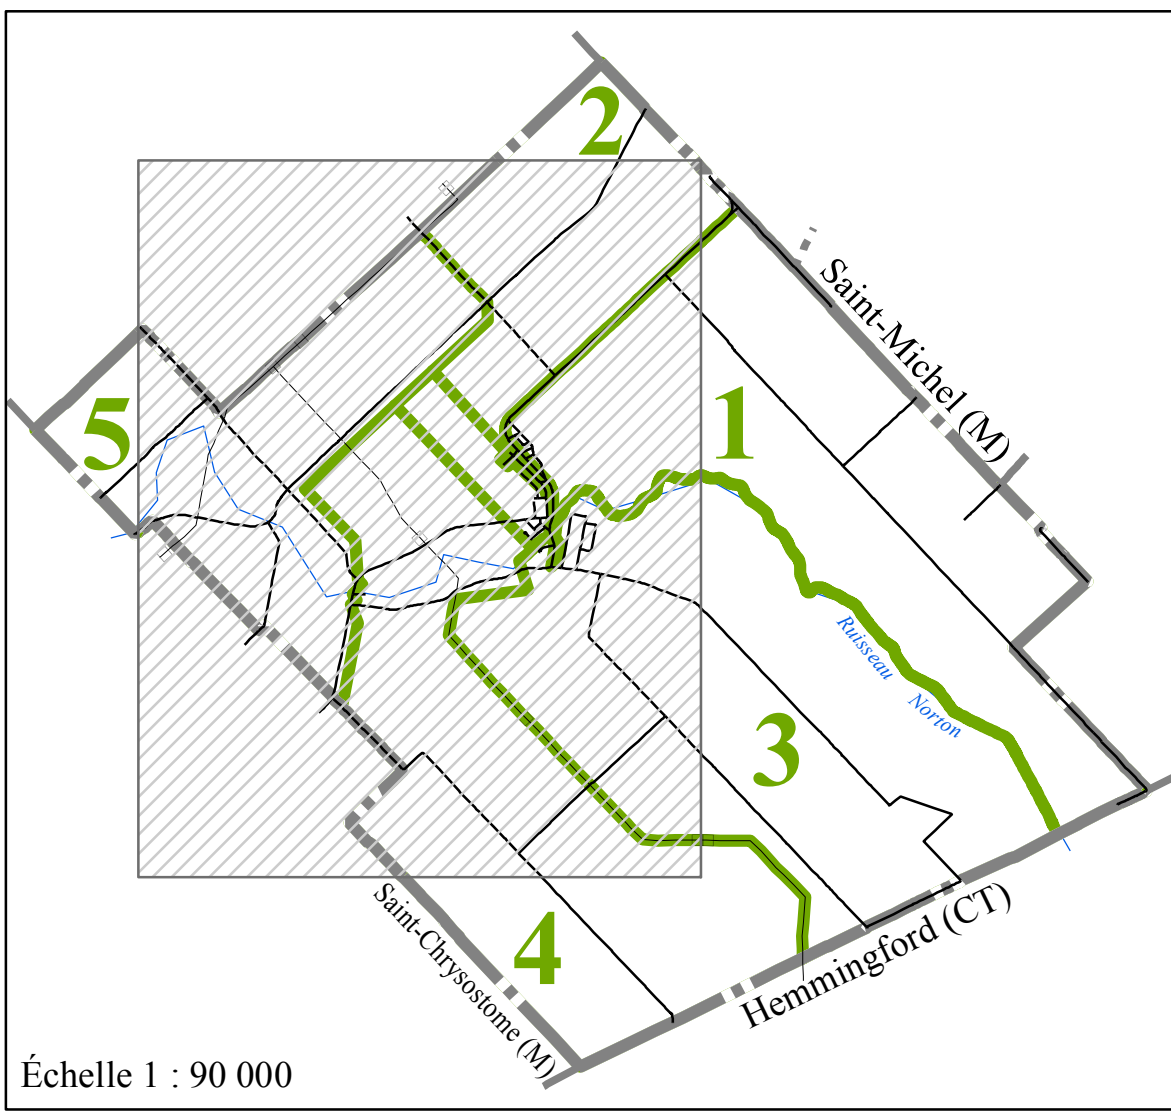 2
Saint-Michel (M)
5
1
Ruisseau
Norton
3
Saint-Chrysostome (M)
4
Hemmingford (CT)
Échelle 1 : 90 000